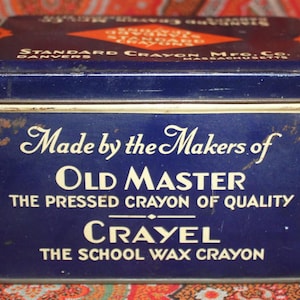 STANDARD CRAYON MFG. CO.
DANVERS MASSACHUSETTS
Made by the Makers of
OLD MASTER
THE PRESSED CRAYON OF QUALITY
CRAYEL
THE SCHOOL WAX CRAYON